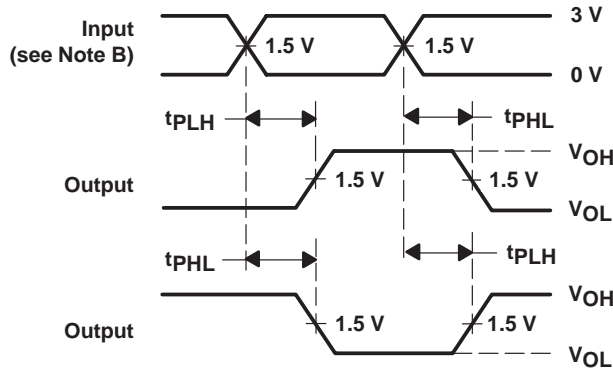 3 V
Input
(see Note B)
1.5 V
1.5 V
0 V
tPLH
tPHL
VOH
Output
1.5 V
1.5 V
VOL
tPHL
tPLH
VOH
Output
1.5 V
1.5 V
VOL